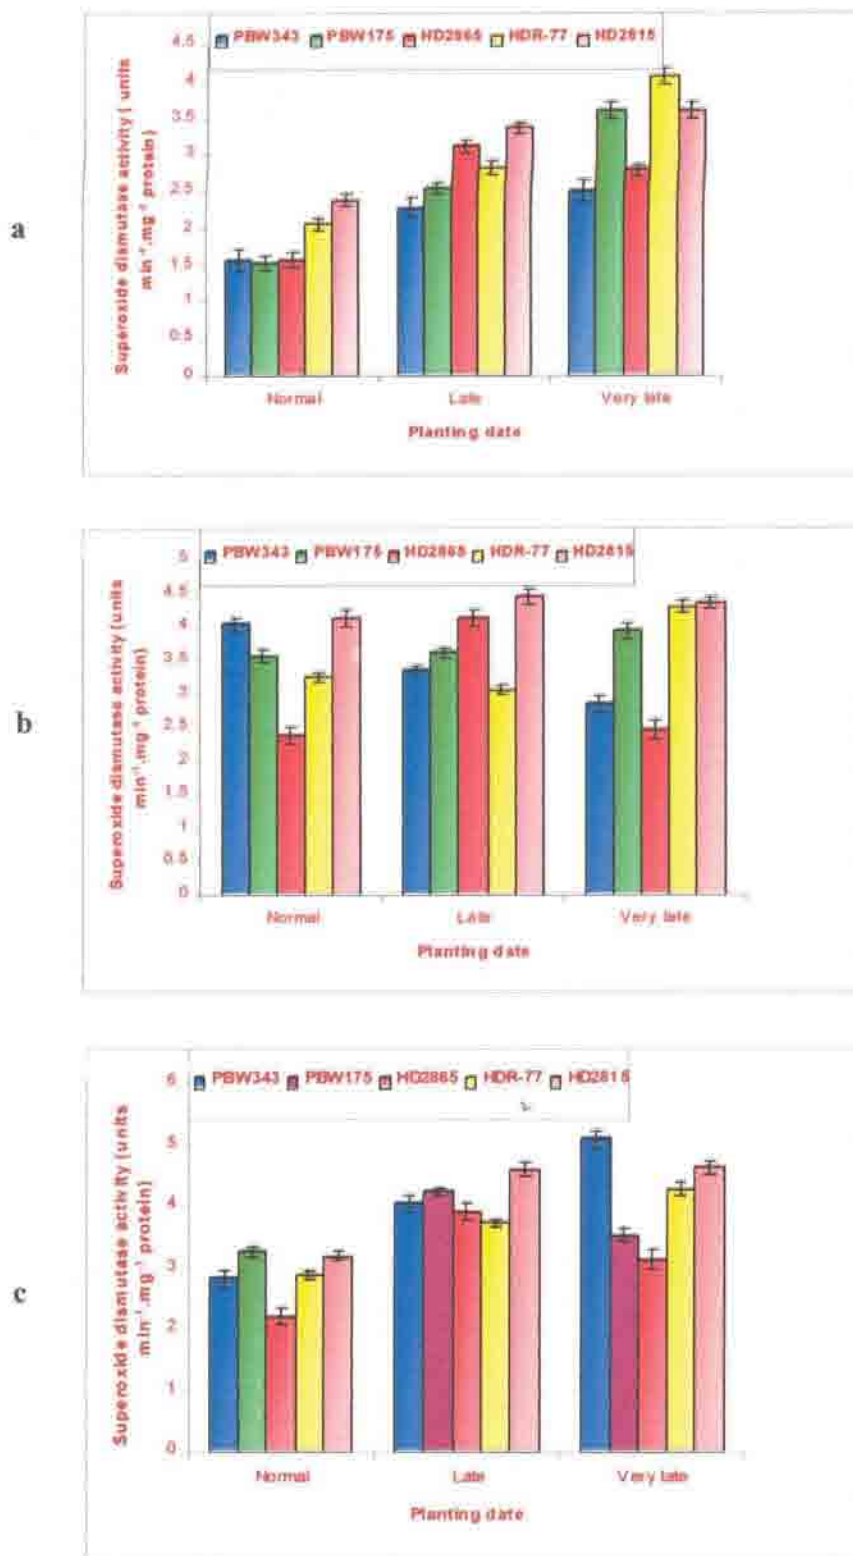 a
PBW343 PBW175 HD2865 HDR-77 HD2815
Superoxide dismutase activity ( units
min⁻¹.mg⁻¹ protein)
4.5
4
3.5
3
2.5
2
1.5
1
0.5
0
Normal Late Very late
Planting date
b
PBW343 PBW175 HD2865 HDR-77 HD2815
Superoxide dismutase activity (units
min⁻¹.mg⁻¹ protein)
5
4.5
4
3.5
3
2.5
2
1.5
1
0.5
0
Normal Late Very late
Planting date
c
PBW343 PBW175 HD2865 HDR-77 HD2815
Superoxide dismutase activity (units
min⁻¹.mg⁻¹ protein)
6
5
4
3
2
1
0
Normal Late Very late
Planting date